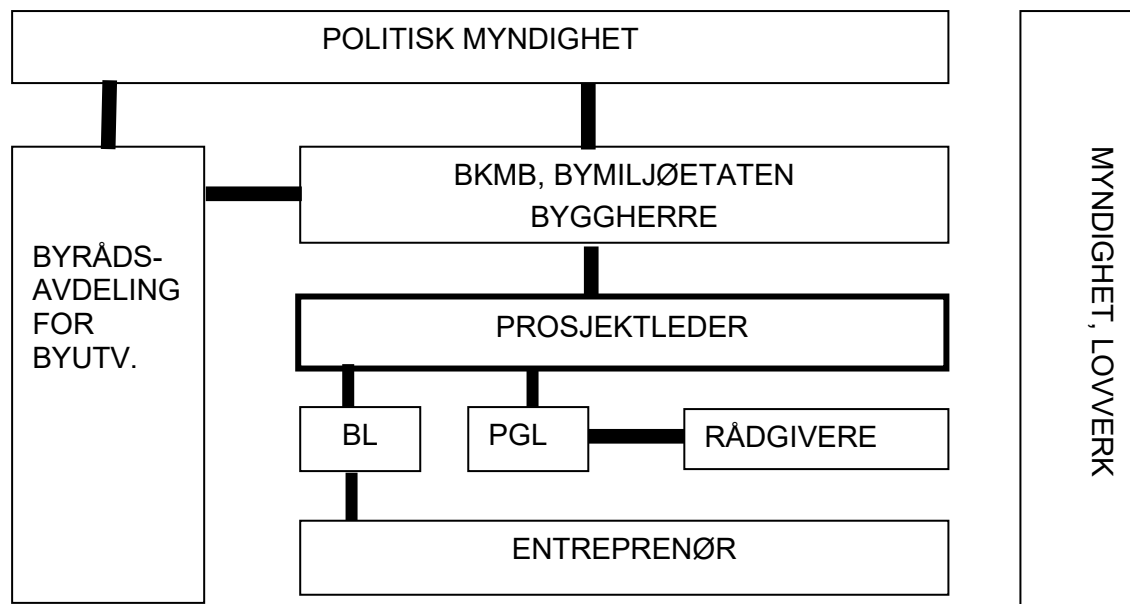 POLITISK MYNDIGHET
BKMB, BYMILJØETATEN
BYGGHERRE
BYRÅDS-
AVDELING
FOR
BYUTV.
PROSJEKTLEDER
BL
PGL
RÅDGIVERE
ENTREPRENØR
MYNDIGHET, LOVVERK